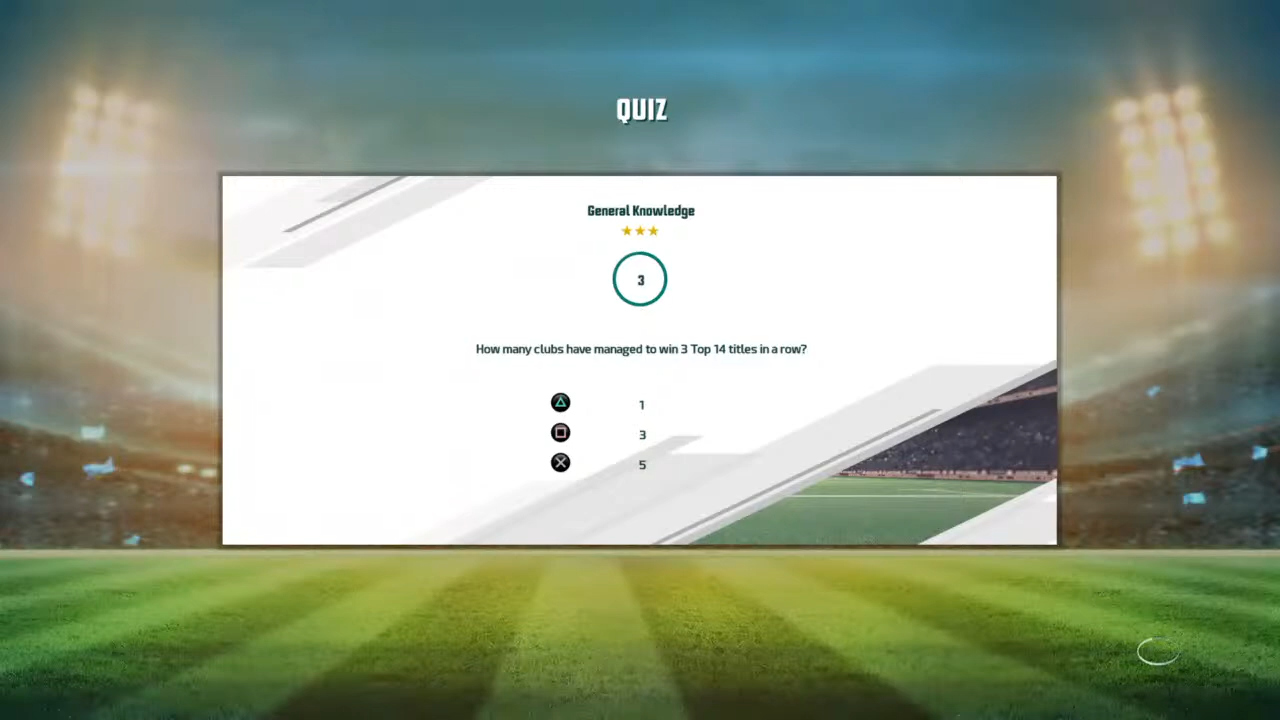 QUIZ
General Knowledge
3
How many clubs have managed to win 3 Top 14 titles in a row?
1
3
5